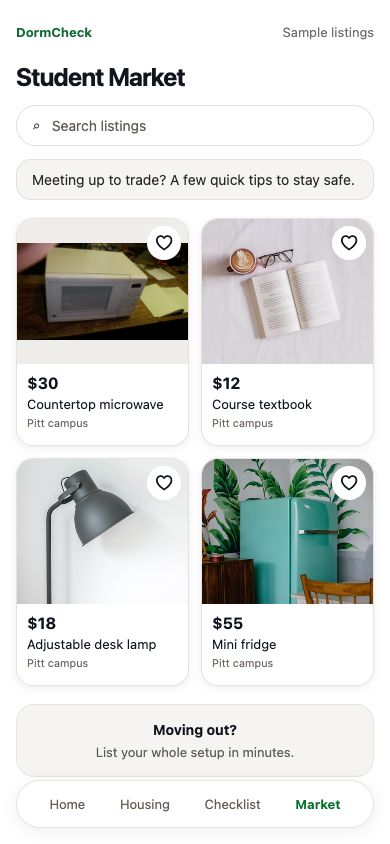 DormCheck
Sample listings
Student Market
Search listings
Meeting up to trade? A few quick tips to stay safe.
$30
Countertop microwave
Pitt campus
$12
Course textbook
Pitt campus
$18
Adjustable desk lamp
Pitt campus
$55
Mini fridge
Pitt campus
Moving out?
List your whole setup in minutes.
Home
Housing
Checklist
Market